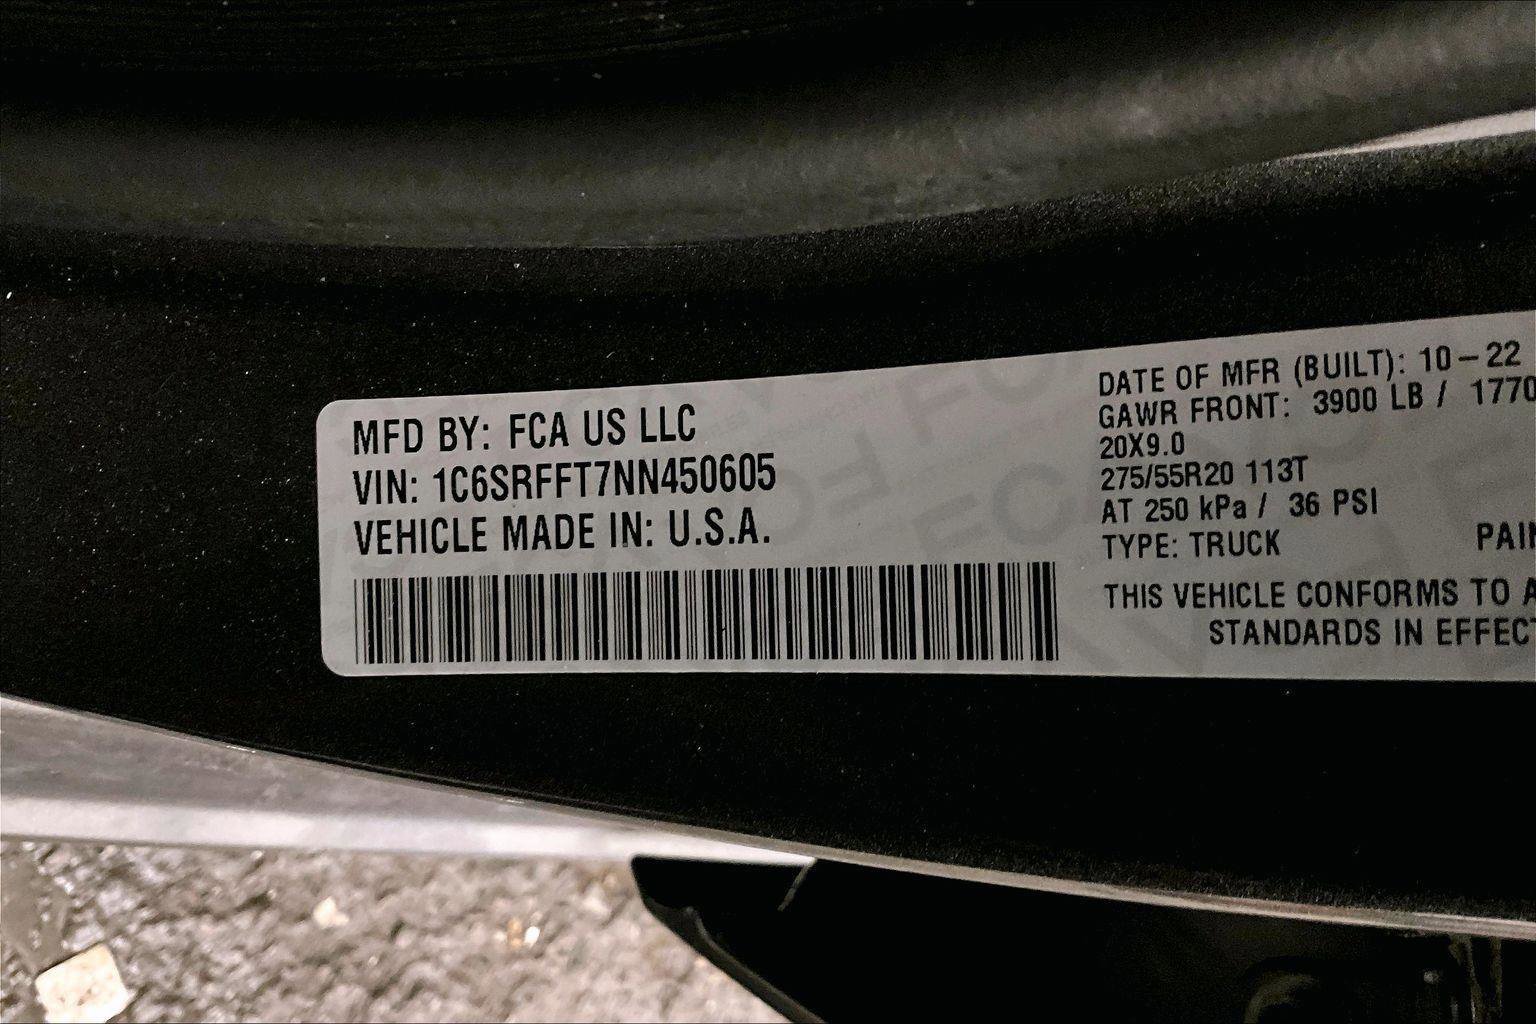 MFD BY: FCA US LLC
VIN: 1C6SRFFT7NN450605
VEHICLE MADE IN: U.S.A.
DATE OF MFR (BUILT): 10-22
GAWR FRONT: 3900 LB / 1770
20X9.0
275/55R20 113T
AT 250 kPa / 36 PSI
TYPE: TRUCK
THIS VEHICLE CONFORMS TO
STANDARDS IN